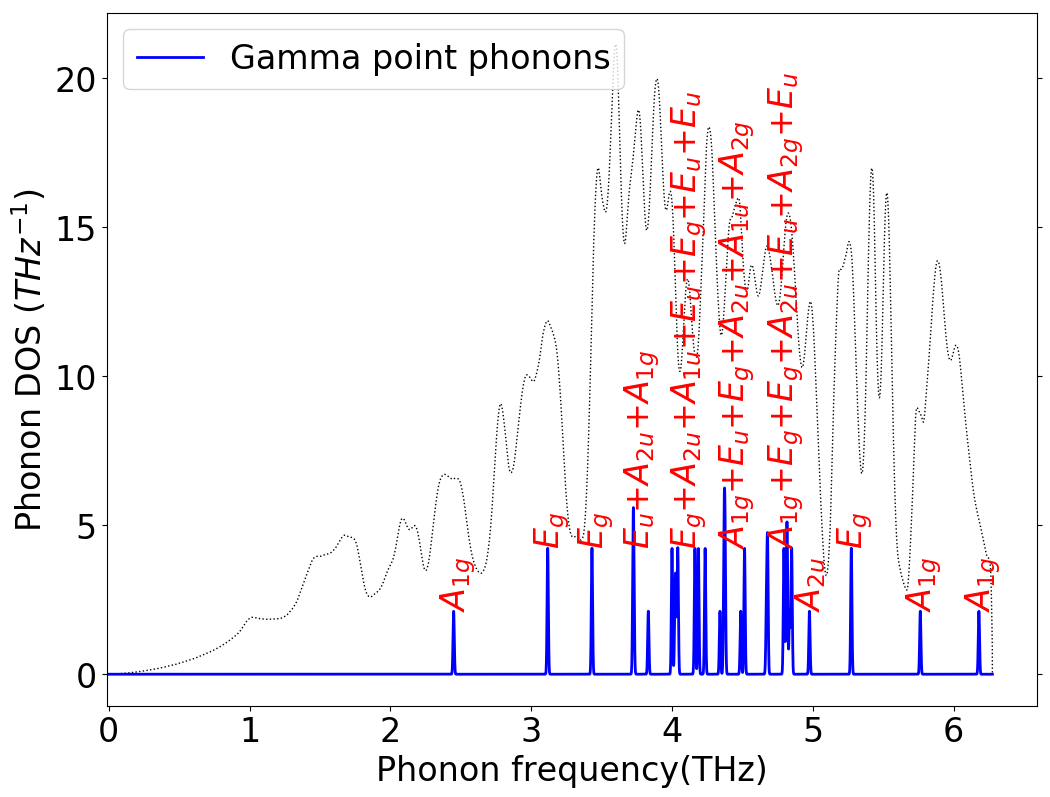 Gamma point phonons
Phonon DOS (THz⁻¹)
20
15
10
5
0
A₁g
Eg
Eg
Eᵤ+A₂ᵤ+A₁g
Eg+A₂ᵤ+A₁ᵤ+Eᵤ+Eg+Eᵤ+Eᵤ
A₁g+Eᵤ+Eg+A₂ᵤ+A₁ᵤ+A₂g
A₁g+Eg+Eg+A₂ᵤ+Eᵤ+A₂g+Eᵤ
A₂ᵤ
Eg
A₁g
A₁g
0 1 2 3 4 5 6
Phonon frequency(THz)